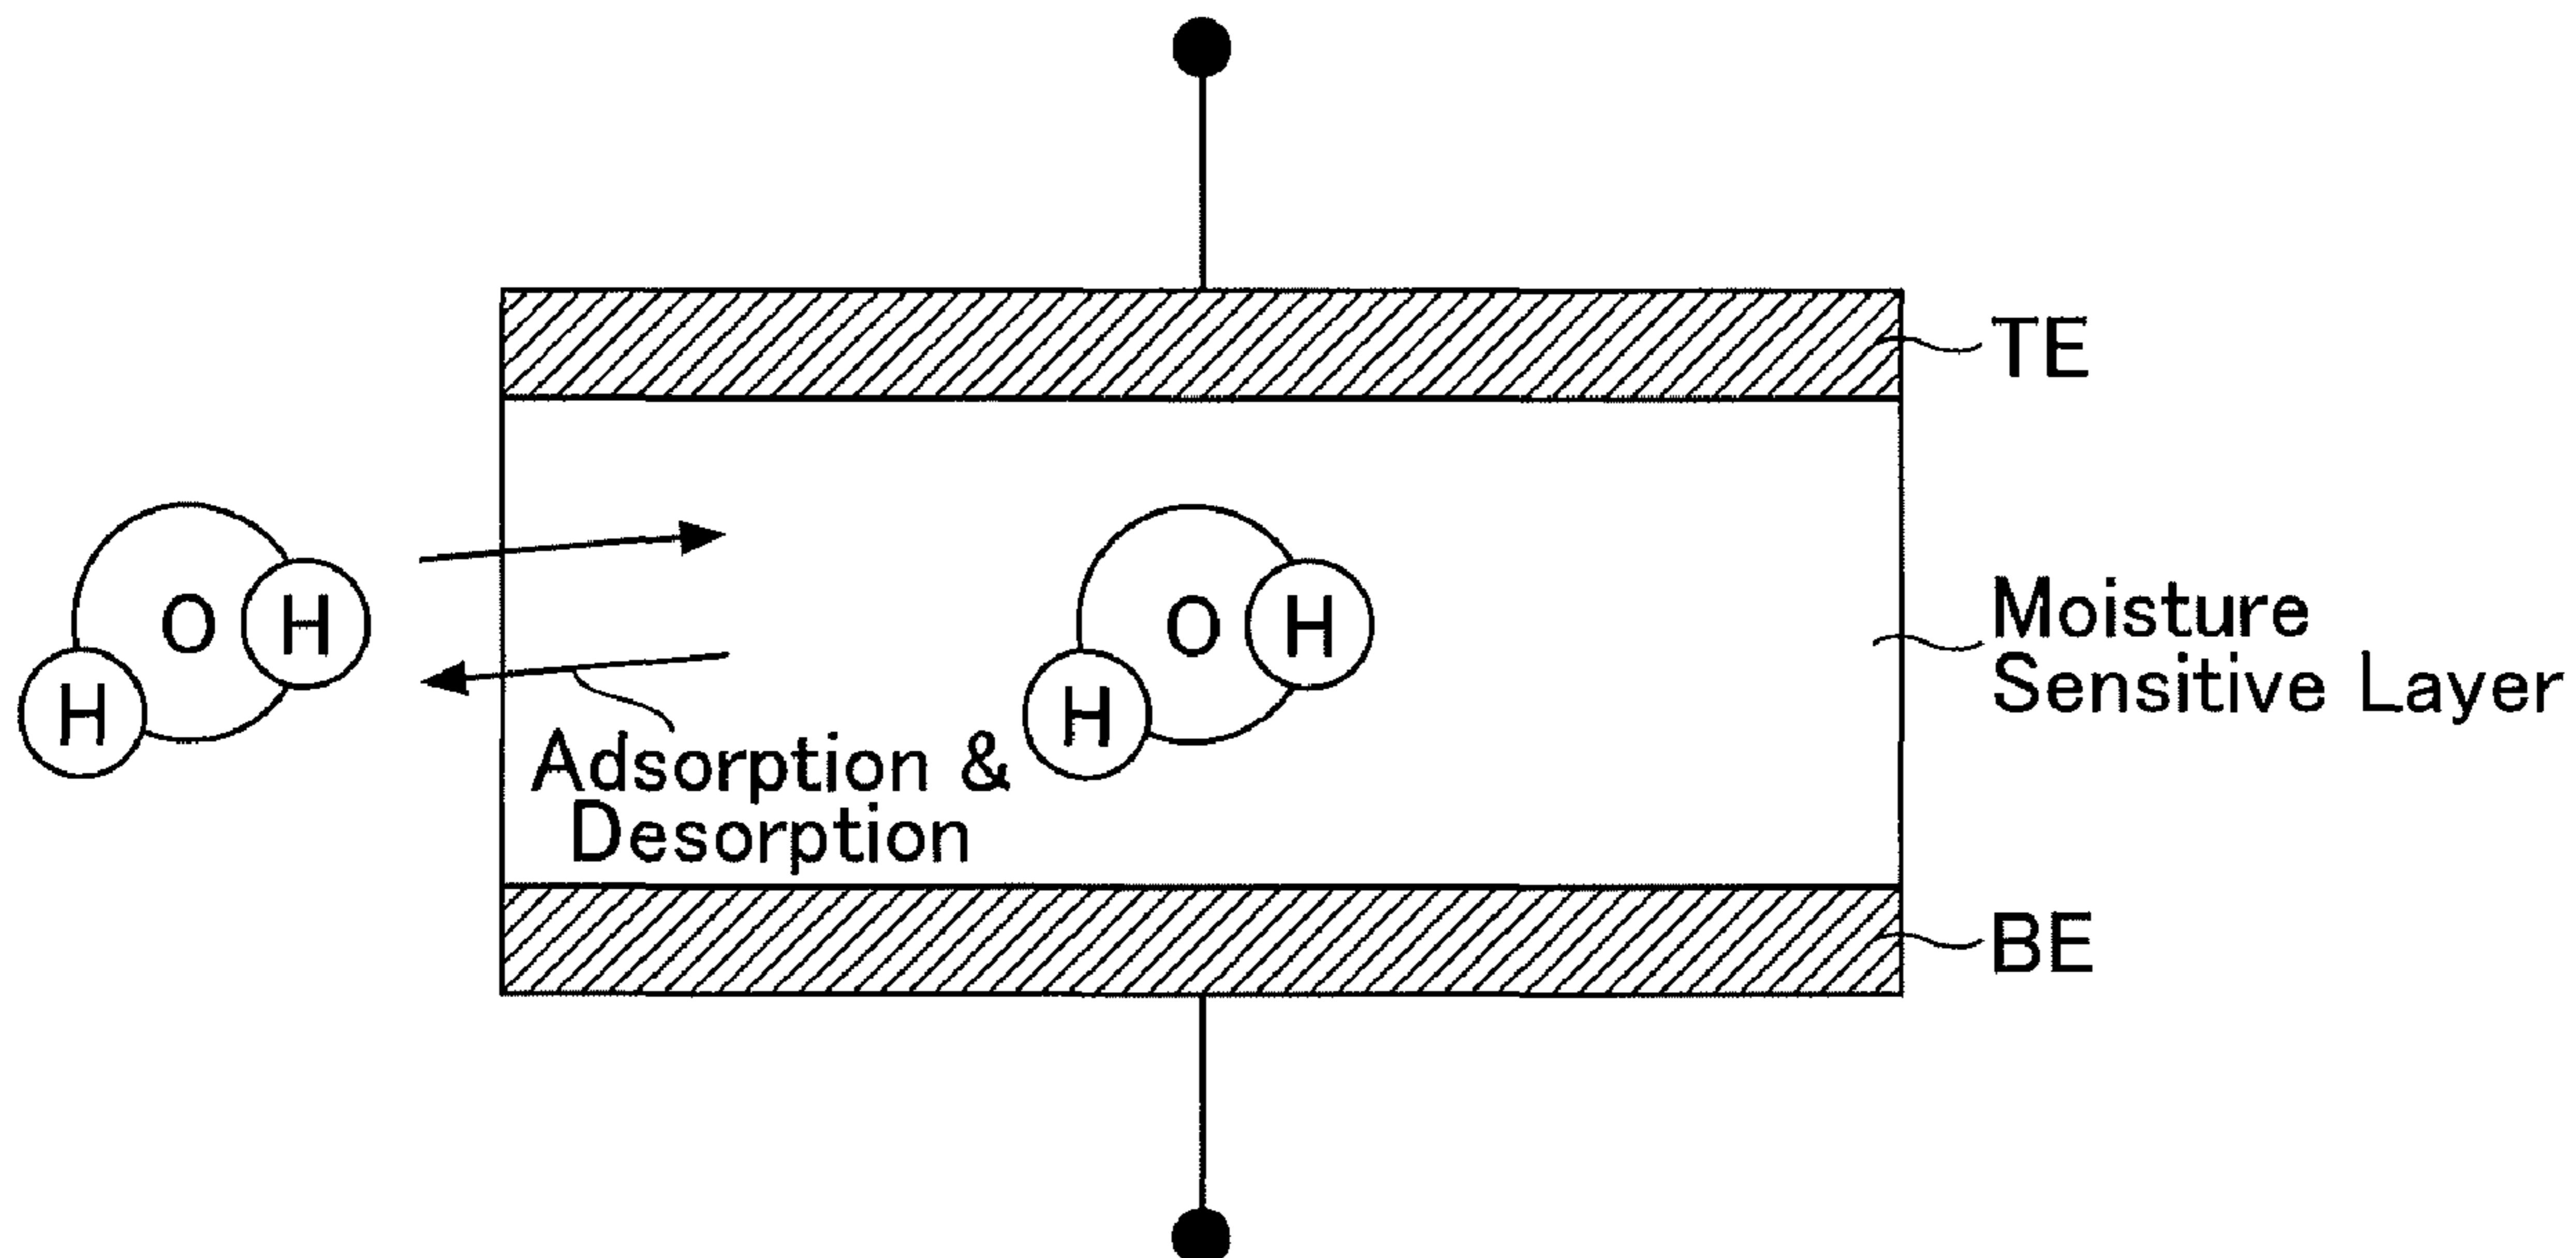 TE
O
H
H
O
H
H
Moisture
Sensitive Layer
Adsorption &
Desorption
BE